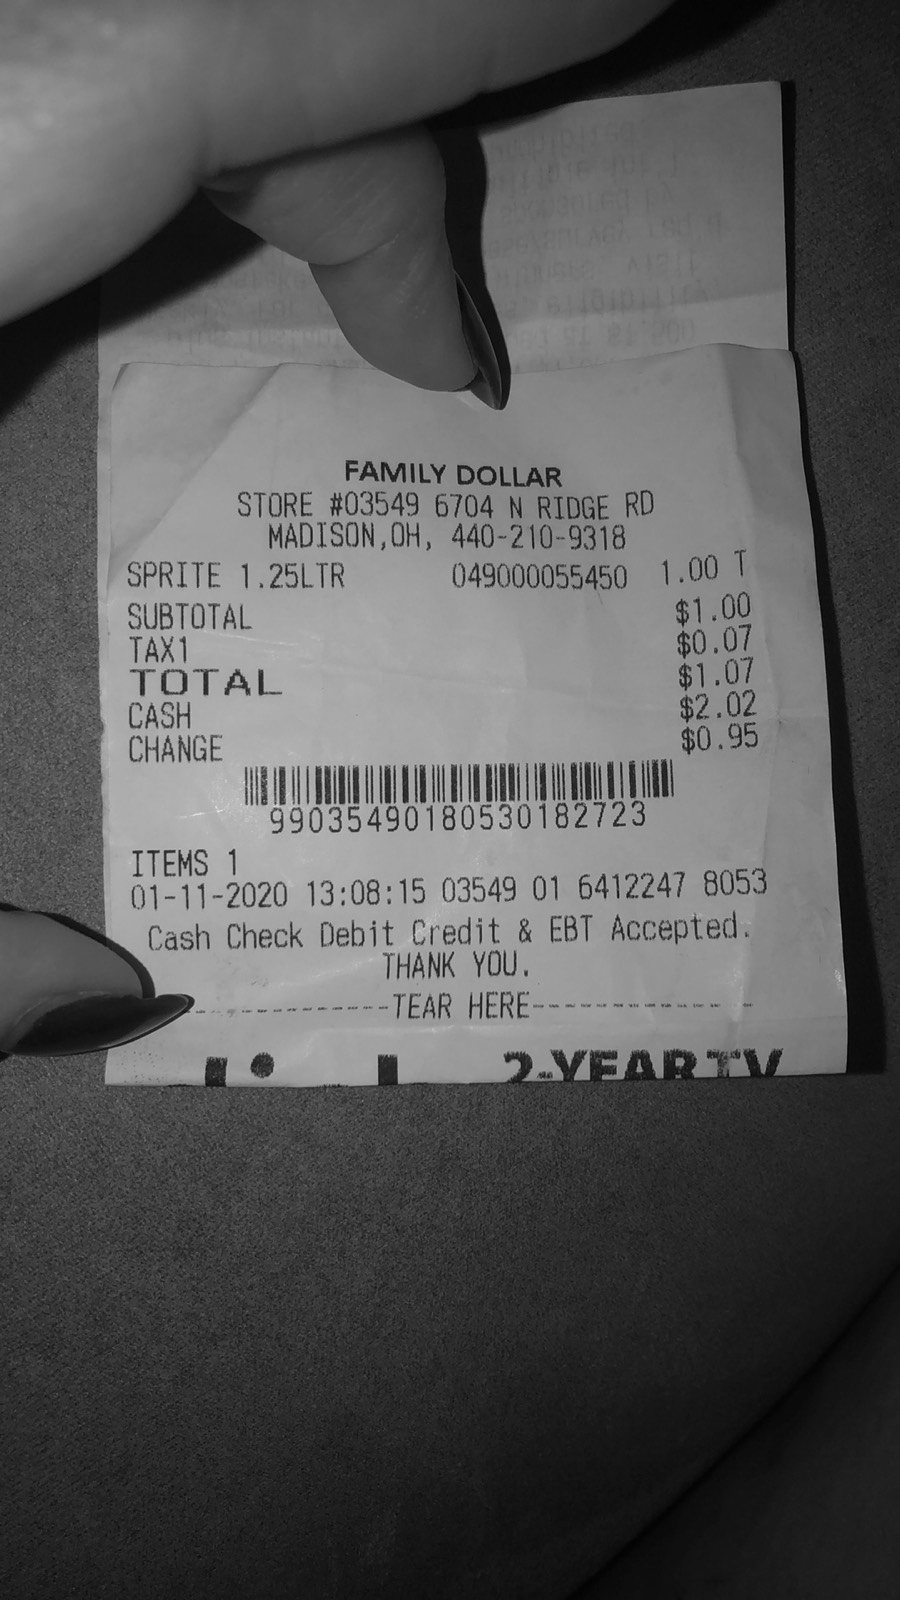 FAMILY DOLLAR
STORE #03549 6704 N RIDGE RD
MADISON,OH, 440-210-9318
SPRITE 1.25LTR 049000055450 1.00 T
SUBTOTAL $1.00
TAX1 $0.07
TOTAL $1.07
CASH $2.02
CHANGE $0.95
99035490180530182723
ITEMS 1
01-11-2020 13:08:15 03549 01 6412247 8053
Cash Check Debit Credit & EBT Accepted.
THANK YOU.
------------TEAR HERE---------------
2-YEAR TV